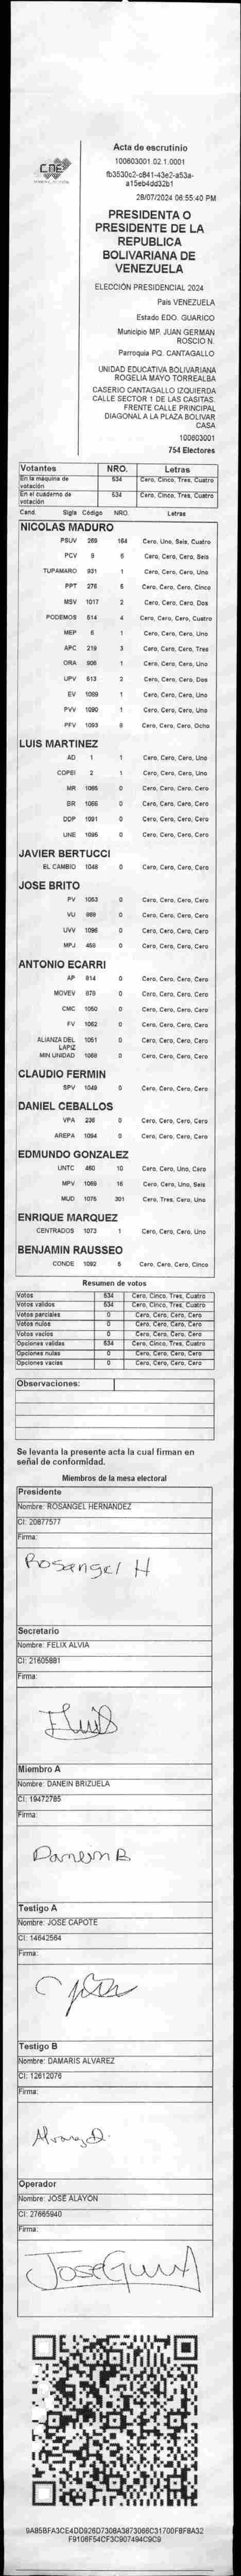 CNE
Acta de escrutinio
100603001.02.1.0001
fb3530c2-c841-43e2-a53a-
a15eb4dd32b1
28/07/2024 06:55:40 PM
PRESIDENTA O
PRESIDENTE DE LA
REPUBLICA
BOLIVARIANA DE
VENEZUELA
ELECCIÓN PRESIDENCIAL 2024
País VENEZUELA
Estado EDO. GUARICO
Municipio MP. JUAN GERMAN
ROSCIO N.
Parroquia PQ. CANTAGALLO
UNIDAD EDUCATIVA BOLIVARIANA
ROGELIA MAYO TORREALBA
CASERIO CANTAGALLO IZQUIERDA
CALLE SECTOR 1 DE LAS CASITAS.
FRENTE CALLE PRINCIPAL
DIAGONAL A LA PLAZA BOLIVAR
CASA
100603001
754 Electores
Votantes NRO. Letras
En la máquina de votación 534 Cero, Cinco, Tres, Cuatro
En el cuaderno de votación 534 Cero, Cinco, Tres, Cuatro
Cand. Sigla Código NRO. Letras
NICOLAS MADURO
PSUV 269 164 Cero, Uno, Seis, Cuatro
PCV 9 6 Cero, Cero, Cero, Seis
TUPAMARO 931 1 Cero, Cero, Cero, Uno
PPT 276 5 Cero, Cero, Cero, Cinco
MSV 1017 2 Cero, Cero, Cero, Dos
PODEMOS 514 4 Cero, Cero, Cero, Cuatro
MEP 6 1 Cero, Cero, Cero, Uno
APC 219 3 Cero, Cero, Cero, Tres
ORA 906 1 Cero, Cero, Cero, Uno
UPV 613 2 Cero, Cero, Cero, Dos
EV 1089 1 Cero, Cero, Cero, Uno
PVV 1090 1 Cero, Cero, Cero, Uno
PFV 1093 8 Cero, Cero, Cero, Ocho
LUIS MARTINEZ
AD 1 1 Cero, Cero, Cero, Uno
COPEI 2 1 Cero, Cero, Cero, Uno
MR 1065 0 Cero, Cero, Cero, Cero
BR 1066 0 Cero, Cero, Cero, Cero
DDP 1091 0 Cero, Cero, Cero, Cero
UNE 1095 0 Cero, Cero, Cero, Cero
JAVIER BERTUCCI
EL CAMBIO 1048 0 Cero, Cero, Cero, Cero
JOSE BRITO
PV 1053 0 Cero, Cero, Cero, Cero
VU 969 0 Cero, Cero, Cero, Cero
UVV 1096 0 Cero, Cero, Cero, Cero
MPJ 458 0 Cero, Cero, Cero, Cero
ANTONIO ECARRI
AP 914 0 Cero, Cero, Cero, Cero
MOVEV 978 0 Cero, Cero, Cero, Cero
CMC 1050 0 Cero, Cero, Cero, Cero
FV 1062 0 Cero, Cero, Cero, Cero
ALIANZA DEL LAPIZ 1051 0 Cero, Cero, Cero, Cero
MIN UNIDAD 1068 0 Cero, Cero, Cero, Cero
CLAUDIO FERMIN
SPV 1049 0 Cero, Cero, Cero, Cero
DANIEL CEBALLOS
VPA 236 0 Cero, Cero, Cero, Cero
AREPA 1094 0 Cero, Cero, Cero, Cero
EDMUNDO GONZALEZ
UNTC 460 10 Cero, Cero, Uno, Cero
MPV 1069 16 Cero, Cero, Uno, Seis
MUD 1076 301 Cero, Tres, Cero, Uno
ENRIQUE MARQUEZ
CENTRADOS 1073 1 Cero, Cero, Cero, Uno
BENJAMIN RAUSSEO
CONDE 1092 5 Cero, Cero, Cero, Cinco
Resumen de votos
Votos 534 Cero, Cinco, Tres, Cuatro
Votos validos 534 Cero, Cinco, Tres, Cuatro
Votos parciales 0 Cero, Cero, Cero, Cero
Votos nulos 0 Cero, Cero, Cero, Cero
Votos vacios 0 Cero, Cero, Cero, Cero
Opciones validas 534 Cero, Cinco, Tres, Cuatro
Opciones nulas 0 Cero, Cero, Cero, Cero
Opciones vacias 0 Cero, Cero, Cero, Cero
Observaciones:
Se levanta la presente acta la cual firman en
señal de conformidad.
Miembros de la mesa electoral
Presidente
Nombre: ROSANGEL HERNANDEZ
CI: 20877577
Firma:
Rosangel H
Secretario
Nombre: FELIX ALVIA
CI: 21605881
Firma:
Miembro A
Nombre: DANEIN BRIZUELA
CI: 19472785
Firma:
Danein B
Testigo A
Nombre: JOSE CAPOTE
CI: 14642564
Firma:
Testigo B
Nombre: DAMARIS ALVAREZ
CI: 12612076
Firma:
Alvarez D.
Operador
Nombre: JOSE ALAYON
CI: 27665940
Firma:
9AB5BFA3CE4DD926D7308A3873066C31700FBF8A32
F9106F54CF3C907494C9C9